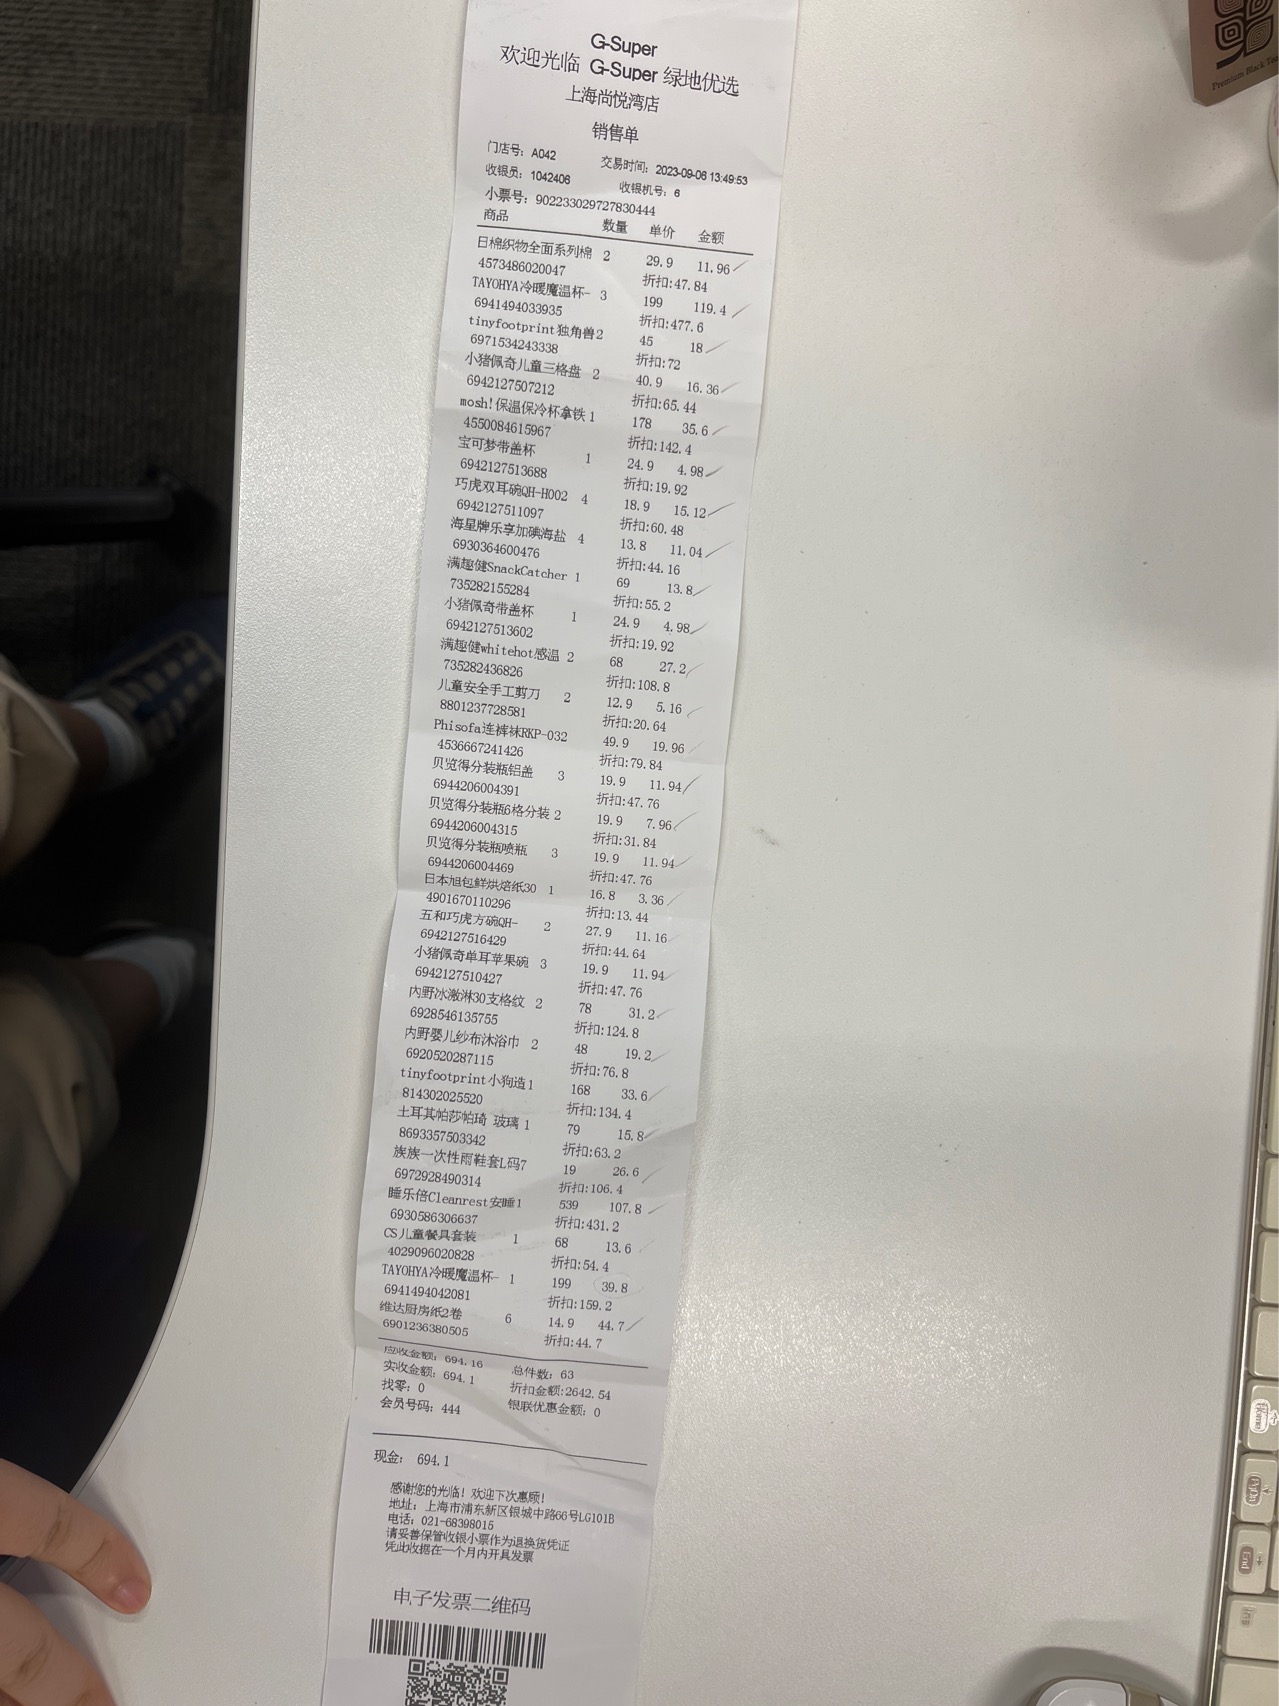 G-Super
欢迎光临 G-Super 绿地优选
上海尚悦湾店
销售单
门店号: A042 交易时间: 2023-09-06 13:49:53
收银员: 1042406 收银机号: 6
小票号: 902233029727830444
商品 数量 单价 金额
日棉织物全面系列棉 2 29.9 11.96
4573486020047 折扣:47.84
TAYOHYA冷暖魔温杯- 3 199 119.4
6941494033935 折扣:477.6
tinyfootprint独角兽2 45 18
6971534243338 折扣:72
小猪佩奇儿童三格盘 2 40.9 16.36
6942127507212 折扣:65.44
mosh!保温保冷杯拿铁 1 178 35.6
4550084615967 折扣:142.4
宝可梦带盖杯 1 24.9 4.98
6942127513688 折扣:19.92
巧虎双耳碗QH-H002 4 18.9 15.12
6942127511097 折扣:60.48
海星牌乐享加碘海盐 4 13.8 11.04
6930364600476 折扣:44.16
满趣健SnackCatcher 1 69 13.8
735282155284 折扣:55.2
小猪佩奇带盖杯 1 24.9 4.98
6942127513602 折扣:19.92
满趣健whitehot感温 2 68 27.2
735282436826 折扣:108.8
儿童安全手工剪刀 2 12.9 5.16
8801237728581 折扣:20.64
Phisofa连裤袜RKP-032 49.9 19.96
4536667241426 折扣:79.84
贝览得分装瓶铝盖 3 19.9 11.94
6944206004391 折扣:47.76
贝览得分装瓶6格分装 2 19.9 7.96
6944206004315 折扣:31.84
贝览得分装瓶喷瓶 3 19.9 11.94
6944206004469 折扣:47.76
日本旭包鲜烘焙纸30 1 16.8 3.36
4901670110296 折扣:13.44
五和巧虎方碗QH- 2 27.9 11.16
6942127516429 折扣:44.64
小猪佩奇单耳苹果碗 3 19.9 11.94
6942127510427 折扣:47.76
内野冰激淋30支格纹 2 78 31.2
6928546135755 折扣:124.8
内野婴儿纱布沐浴巾 2 48 19.2
6920520287115 折扣:76.8
tinyfootprint小狗造1 168 33.6
814302025520 折扣:134.4
土耳其帕莎帕琦 玻璃 1 79 15.8
8693357503342 折扣:63.2
族族一次性雨鞋套L码7 19 26.6
6972928490314 折扣:106.4
睡乐倍Cleanrest安睡1 539 107.8
6930586306637 折扣:431.2
CS儿童餐具套装 1 68 13.6
4029096020828 折扣:54.4
TAYOHYA冷暖魔温杯- 1 199 39.8
6941494042081 折扣:159.2
维达厨房纸2卷 6 14.9 44.7
6901236380505 折扣:44.7
应收金额: 694.16 总件数: 63
实收金额: 694.1 折扣金额:2642.54
找零: 0 银联优惠金额: 0
会员号码: 444
现金: 694.1
感谢您的光临! 欢迎下次惠顾!
地址: 上海市浦东新区银城中路66号LG101B
电话: 021-68398015
请妥善保管收银小票作为退换货凭证
凭此收据在一个月内开具发票
电子发票二维码
Premium Black
Home
PgDn
End